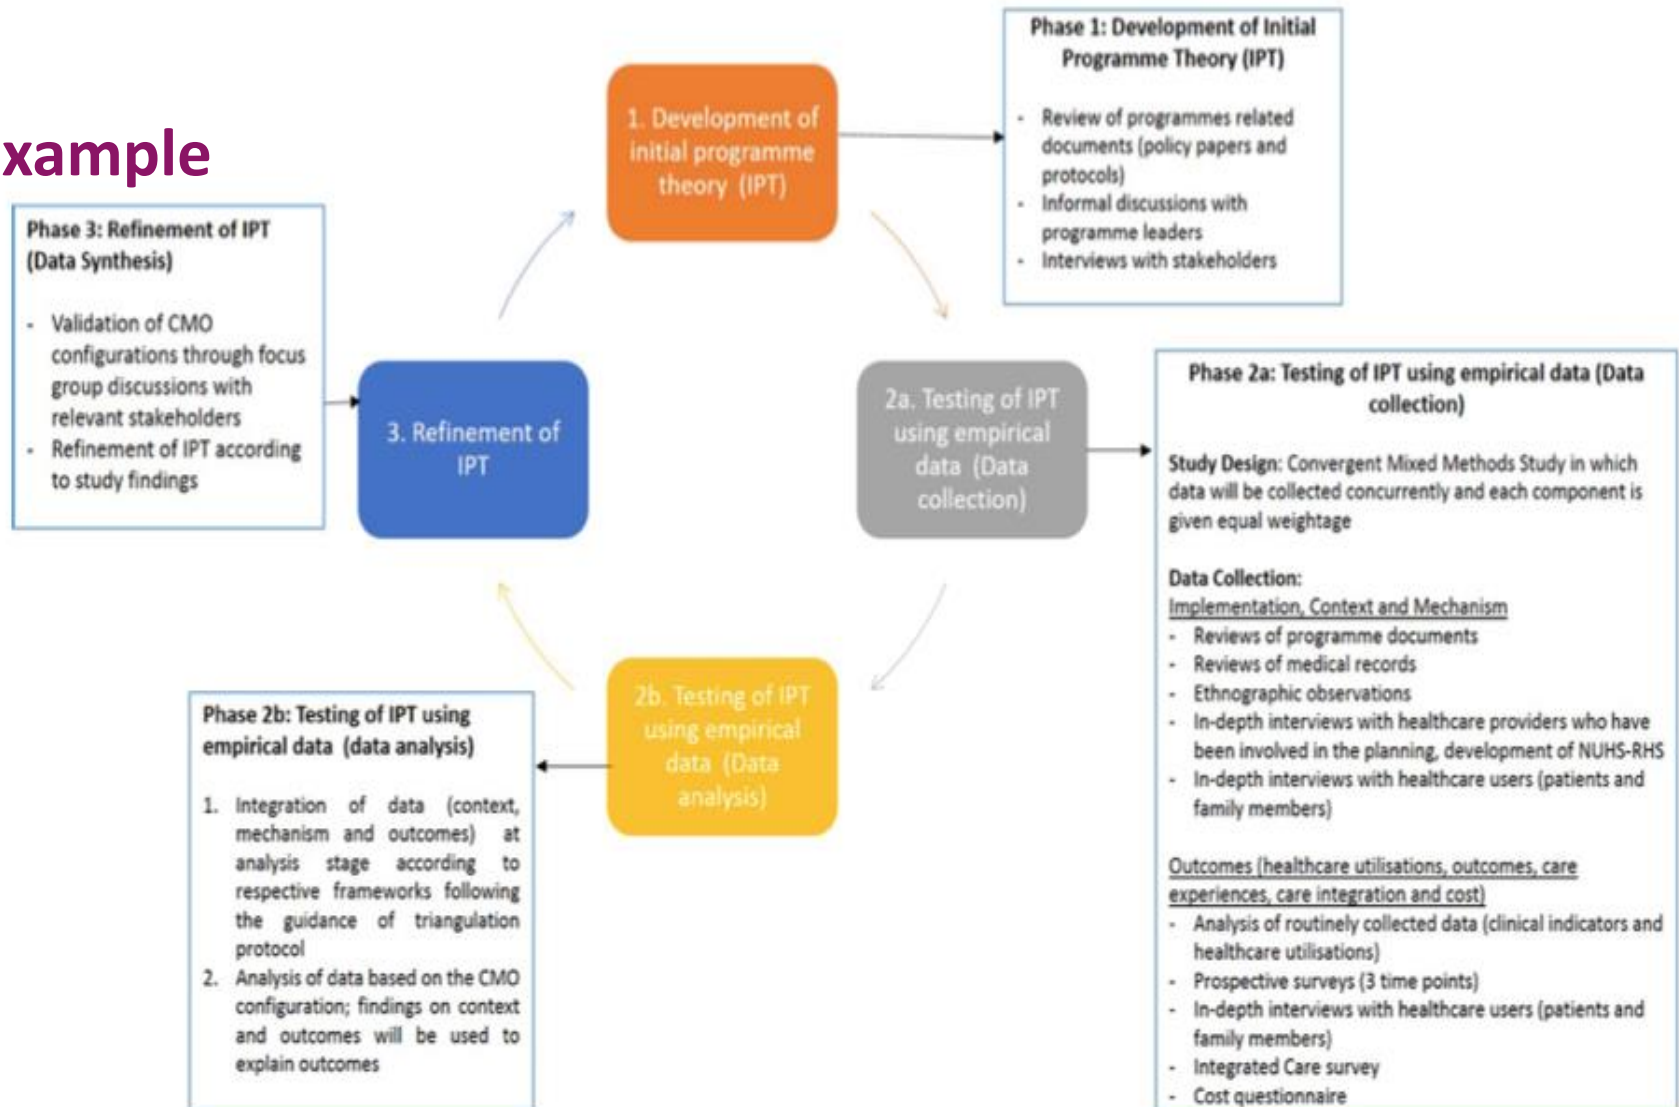 xample
Phase 1: Development of Initial
Programme Theory (IPT)
- Review of programmes related
documents (policy papers and
protocols)
- Informal discussions with
programme leaders
- Interviews with stakeholders
1. Development of
initial programme
theory (IPT)
Phase 3: Refinement of IPT
(Data Synthesis)
- Validation of CMO
configurations through focus
group discussions with
relevant stakeholders
- Refinement of IPT according
to study findings
3. Refinement of
IPT
2a. Testing of IPT
using empirical
data (Data
collection)
Phase 2a: Testing of IPT using empirical data (Data
collection)
Study Design: Convergent Mixed Methods Study in which
data will be collected concurrently and each component is
given equal weightage
Data Collection:
Implementation, Context and Mechanism
- Reviews of programme documents
- Reviews of medical records
- Ethnographic observations
- In-depth interviews with healthcare providers who have
been involved in the planning, development of NUHS-RHS
- In-depth interviews with healthcare users (patients and
family members)
Outcomes (healthcare utilisations, outcomes, care
experiences, care integration and cost)
- Analysis of routinely collected data (clinical indicators and
healthcare utilisations)
- Prospective surveys (3 time points)
- In-depth interviews with healthcare users (patients and
family members)
- Integrated Care survey
- Cost questionnaire
2b. Testing of IPT
using empirical
data (Data
analysis)
Phase 2b: Testing of IPT using
empirical data (data analysis)
1. Integration of data (context,
mechanism and outcomes) at
analysis stage according to
respective frameworks following
the guidance of triangulation
protocol
2. Analysis of data based on the CMO
configuration; findings on context
and outcomes will be used to
explain outcomes